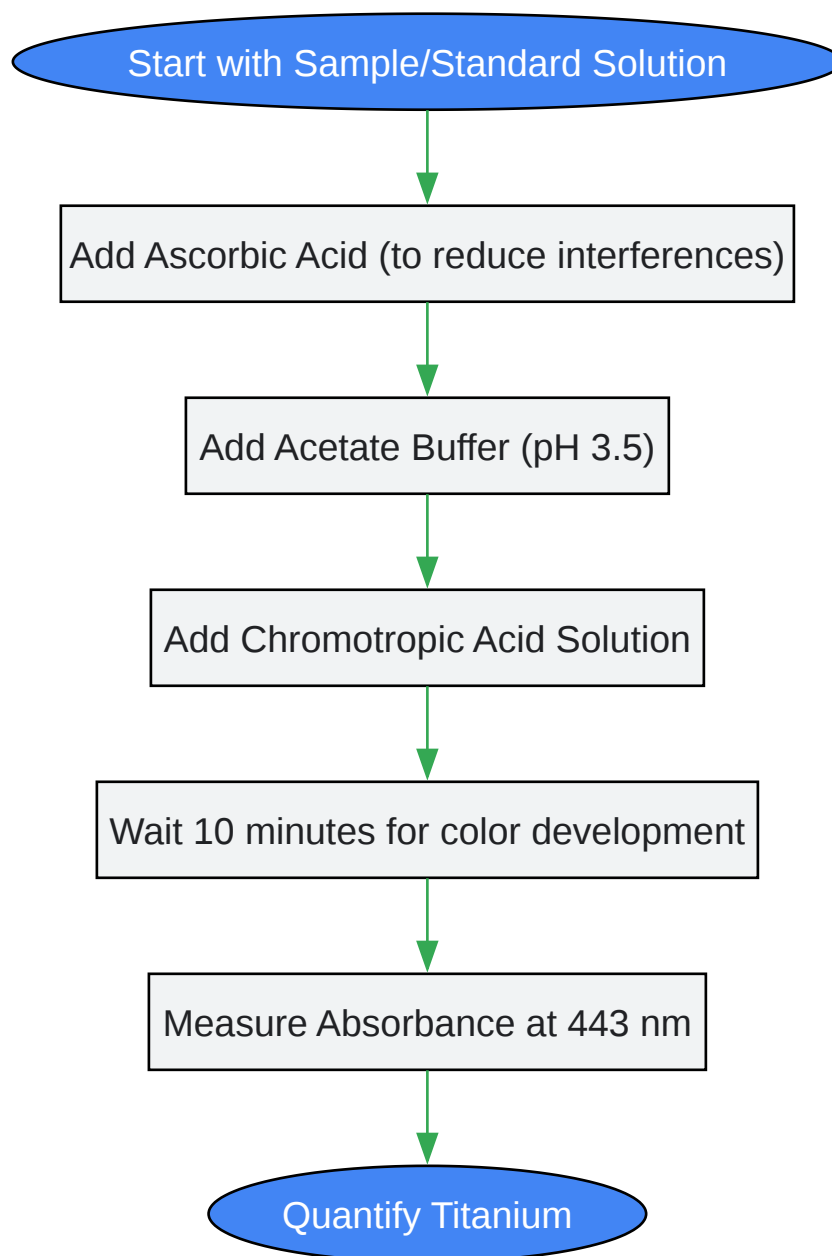 Start with Sample/Standard Solution
Add Ascorbic Acid (to reduce interferences)
Add Acetate Buffer (pH 3.5)
Add Chromotropic Acid Solution
Wait 10 minutes for color development
Measure Absorbance at 443 nm
Quantify Titanium